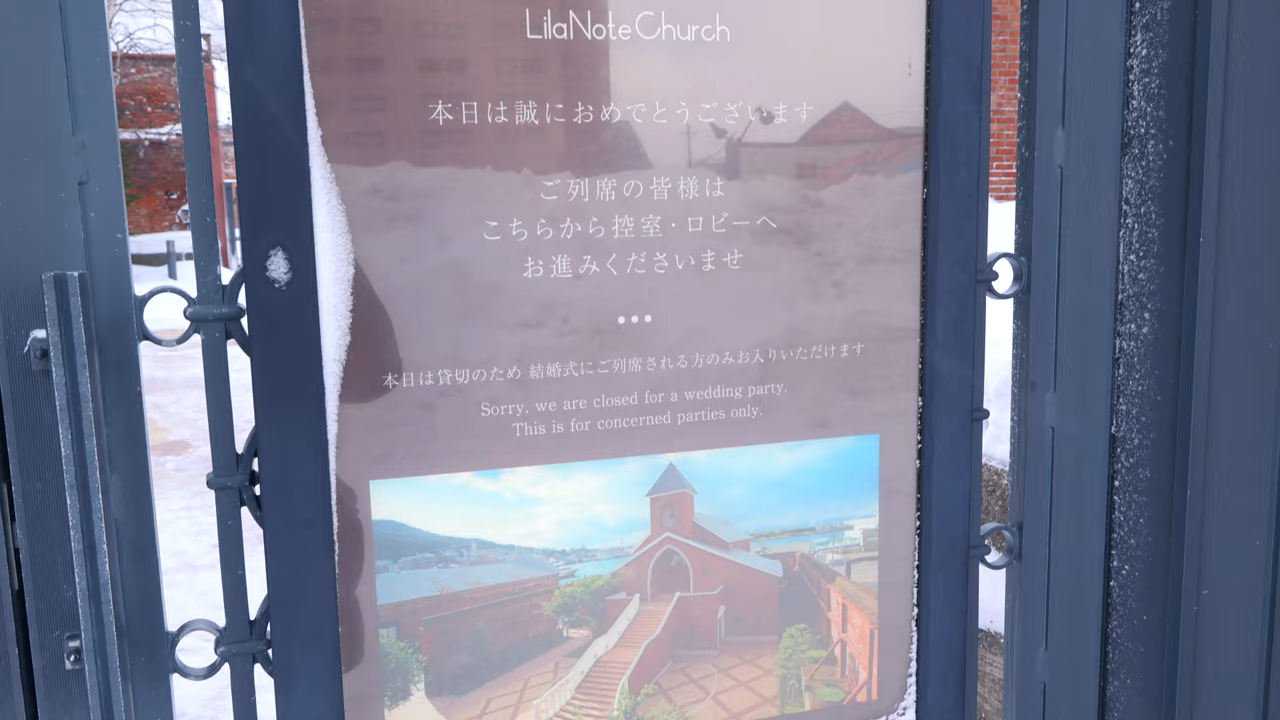 LilaNoteChurch
本日は誠におめでとうございます
ご列席の皆様は
こちらから控室・ロビーへ
お進みくださいませ
本日は貸切のため 結婚式にご列席される方のみお入りいただけます
Sorry, we are closed for a wedding party.
This is for concerned parties only.